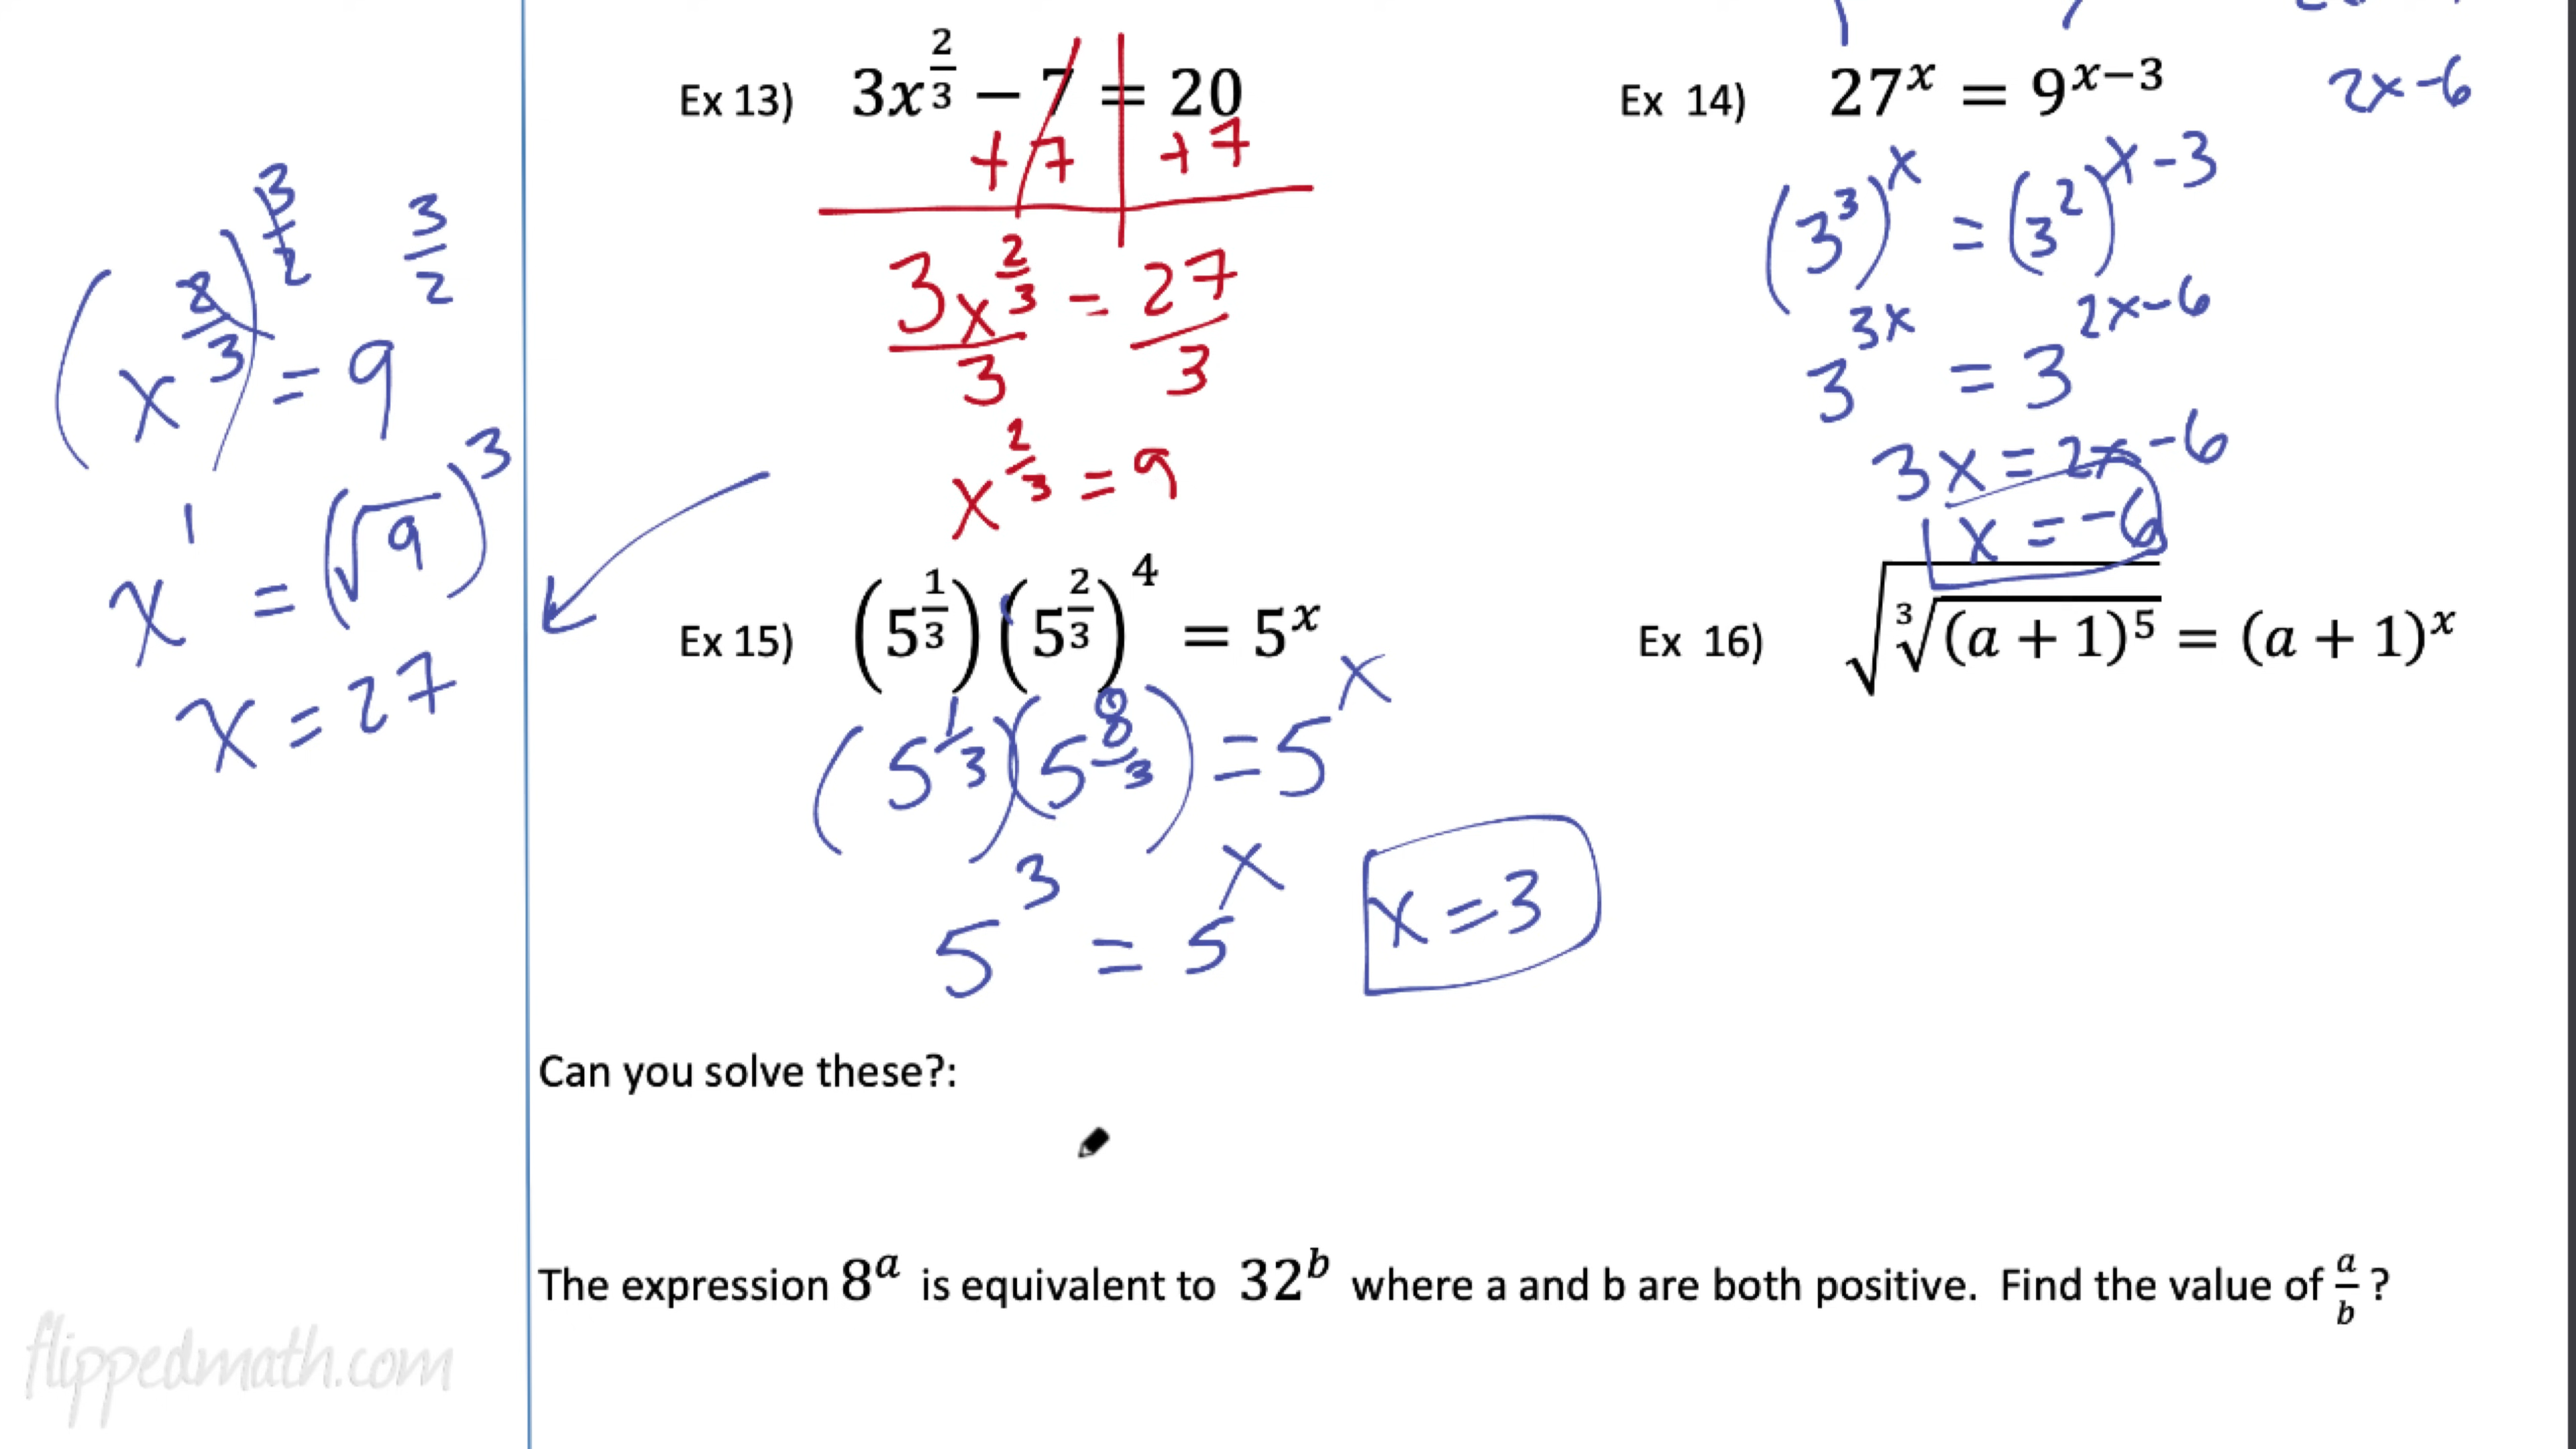 Ex 13) 3x^(2/3) − 7 = 20
+7 | +7
3x^(2/3)/3 = 27/3
x^(2/3) = 9
(x^(2/3))^(3/2) = 9^(3/2)
x^1 = (√9)^3
x = 27
Ex 14) 27^x = 9^(x−3)
2x−6
(3^3)^x = (3^2)^(x−3)
3^(3x) = 3^(2x−6)
3x = 2x−6
x = −6
Ex 15) (5^(1/3))(5^(2/3))^4 = 5^x
(5^(1/3))(5^(8/3)) = 5^x
5^3 = 5^x
x = 3
Ex 16) √(∛((a + 1)^5)) = (a + 1)^x
Can you solve these?:
The expression 8^a is equivalent to 32^b where a and b are both positive. Find the value of a/b?
flippedmath.com